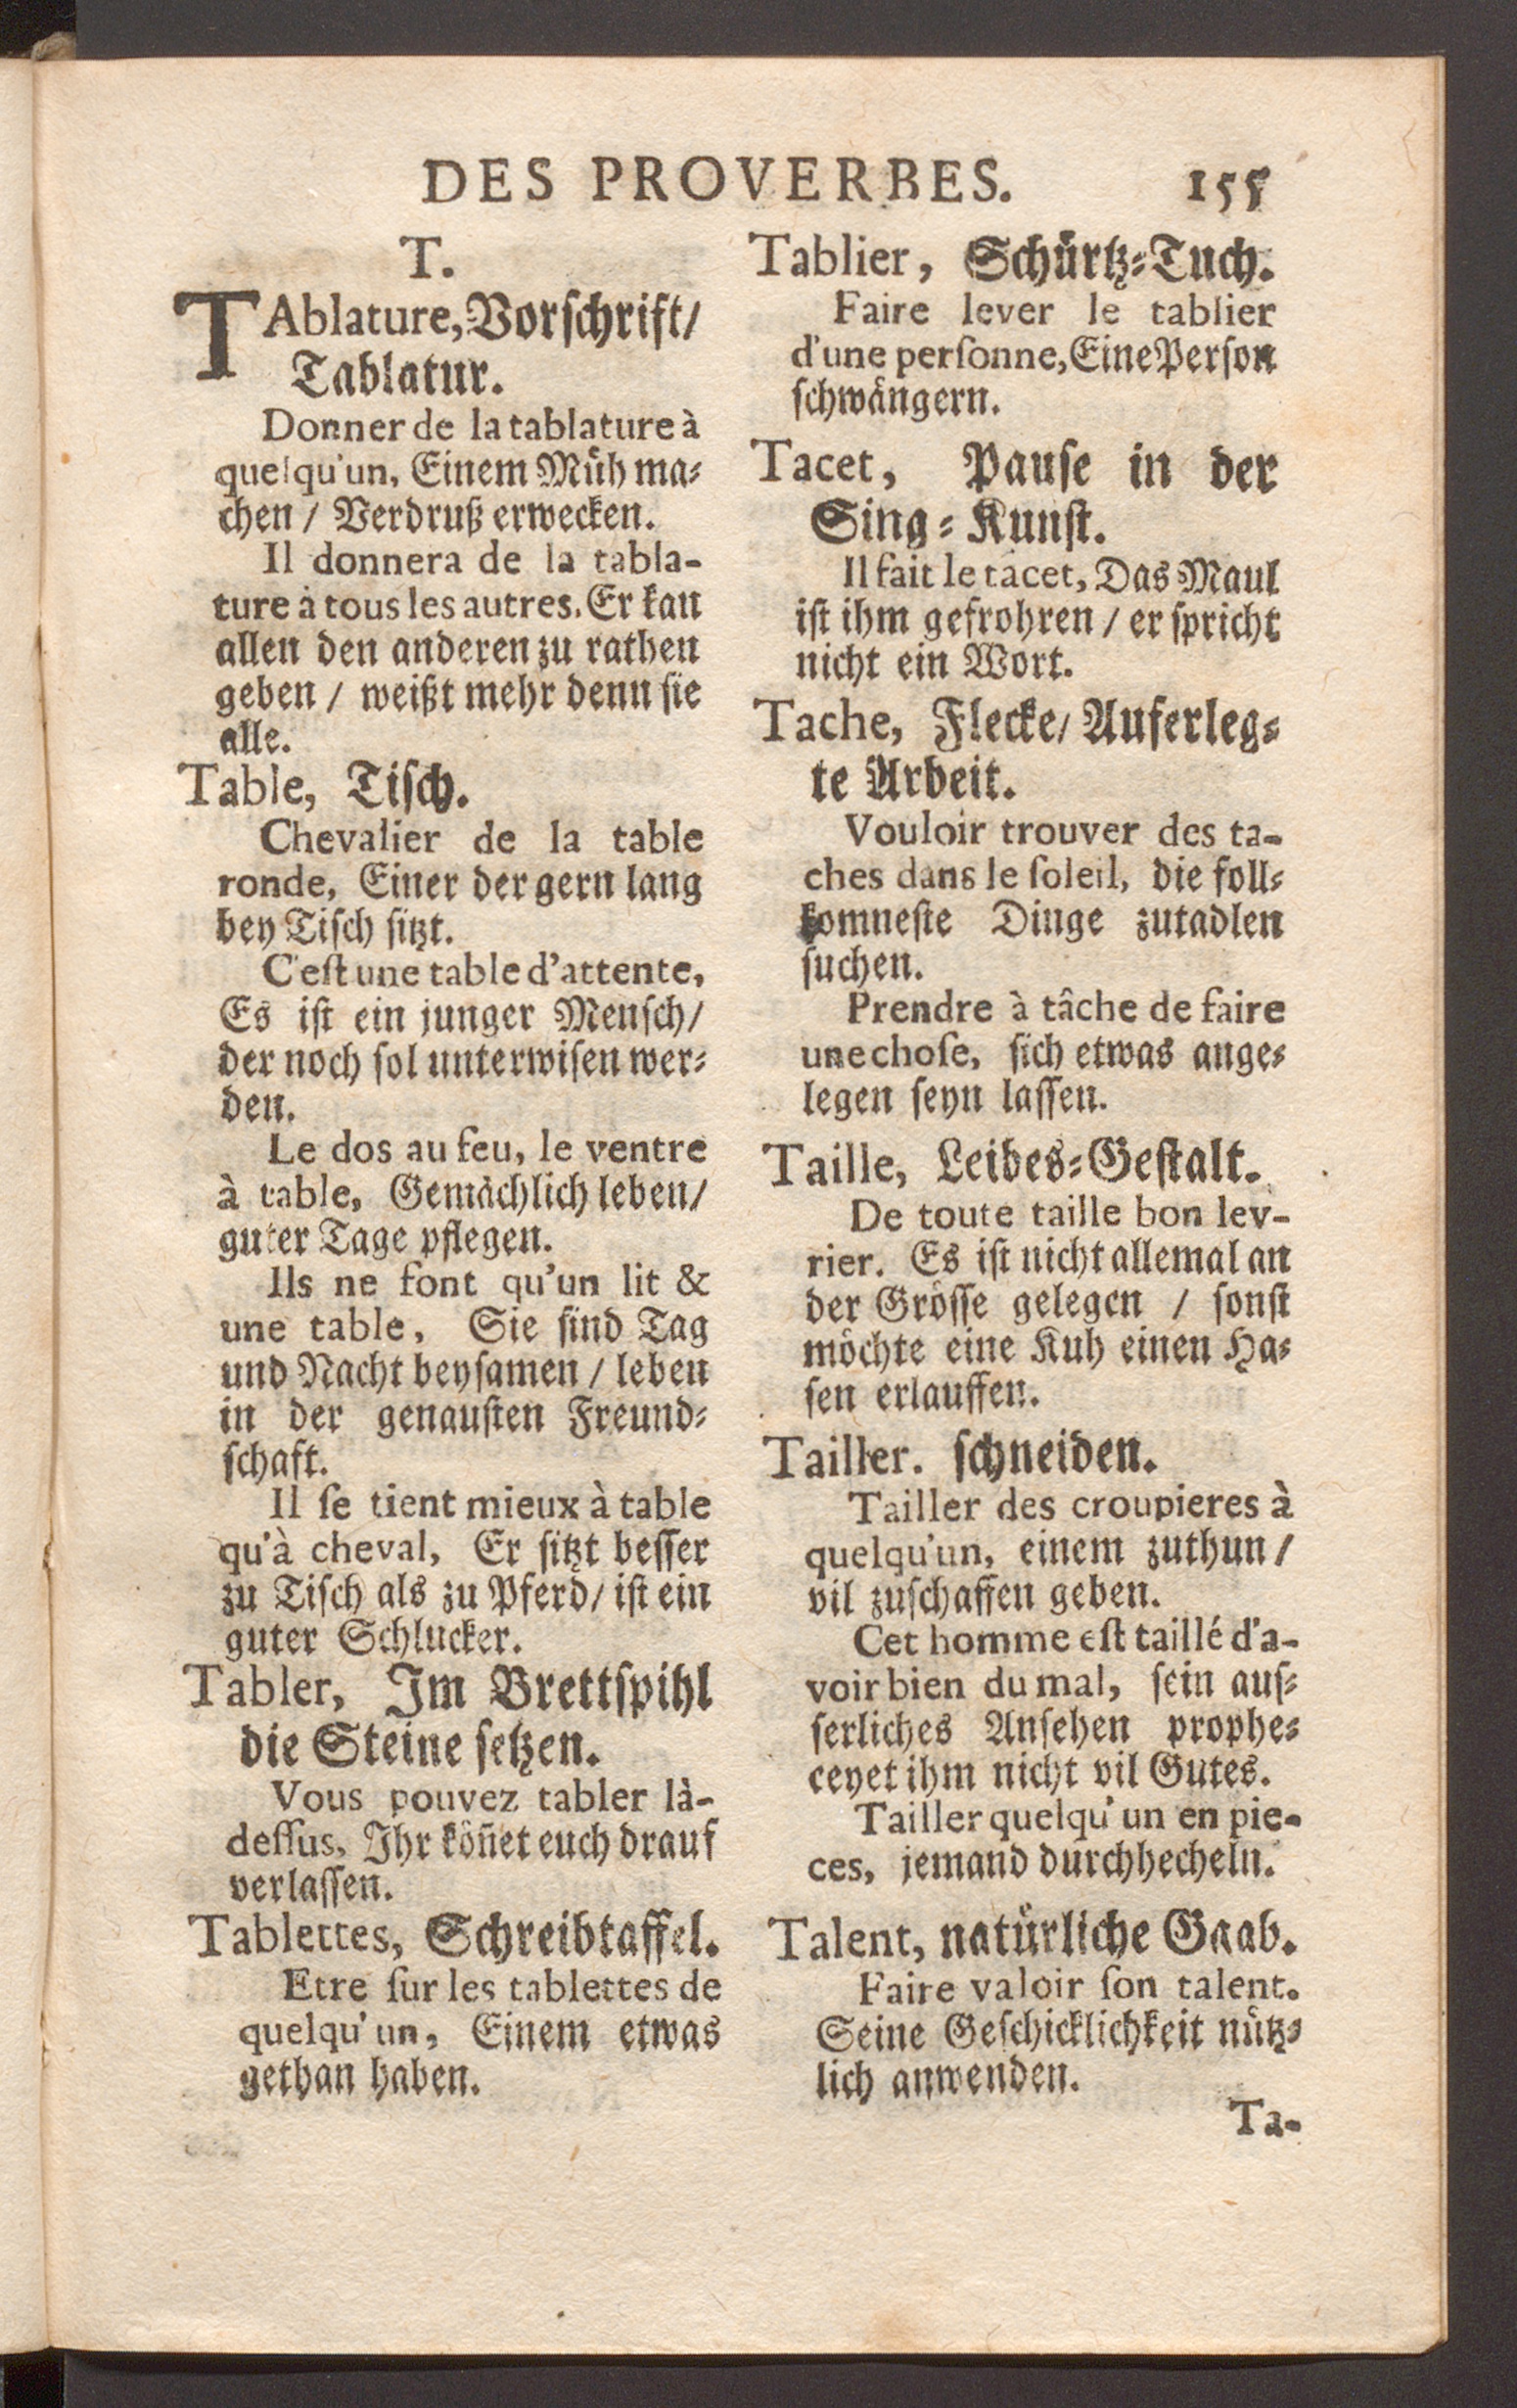 DES PROVERBES. 155
T.
TAblature, Vorſchrift/
Tablatur.
Donner de la tablature à
quelqu'un, Einem Müh ma⸗
chen / Verdruß erwecken.
Il donnera de la tabla-
ture à tous les autres. Er kan
allen den anderen zu rathen
geben / weißt mehr denn ſie
alle.
Table, Tiſch.
Chevalier de la table
ronde, Einer der gern lang
bey Tiſch ſitzt.
C'eſt une table d'attente,
Es iſt ein junger Menſch/
der noch ſol unterwiſen wer⸗
den.
Le dos au feu, le ventre
à table, Gemächlich leben/
guter Tage pflegen.
Ils ne font qu'un lit &
une table, Sie ſind Tag
und Nacht beyſamen / leben
in der genauſten Freund⸗
ſchaft.
Il ſe tient mieux à table
qu'à cheval, Er ſitzt beſſer
zu Tiſch als zu Pferd/ iſt ein
guter Schlucker.
Tabler, Im Brettſpihl
die Steine ſetzen.
Vous pouvez tabler là-
deſſus, Ihr köñet euch drauf
verlaſſen.
Tablettes, Schreibtaffel.
Etre ſur les tablettes de
quelqu' un, Einem etwas
gethan haben.
Tablier, Schürtz⸗Tuch.
Faire lever le tablier
d'une perſonne, Eine Perſon
ſchwängern.
Tacet, Pauſe in der
Sing⸗Kunſt.
Il fait le tacet, Das Maul
iſt ihm gefrohren / er ſpricht
nicht ein Wort.
Tache, Flecke/ Auferleg⸗
te Arbeit.
Vouloir trouver des ta-
ches dans le ſoleil, die foll⸗
komneſte Dinge zutadlen
ſuchen.
Prendre à tâche de faire
une choſe, ſich etwas ange⸗
legen ſeyn laſſen.
Taille, Leibes⸗Geſtalt.
De toute taille bon lev-
rier. Es iſt nicht allemal an
der Gröſſe gelegen / ſonſt
möchte eine Kuh einen Ha⸗
ſen erlauffen.
Tailler. ſchneiden.
Tailler des croupieres à
quelqu'un, einem zuthun /
vil zuſchaffen geben.
Cet homme eſt taillé d'a-
voir bien du mal, ſein auſ⸗
ſerliches Anſehen prophe⸗
ceyet ihm nicht vil Gutes.
Tailler quelqu' un en pie-
ces, jemand durchhecheln.
Talent, natürliche Gaab.
Faire valoir ſon talent.
Seine Geſchicklichkeit nütz⸗
lich anwenden.
Ta-